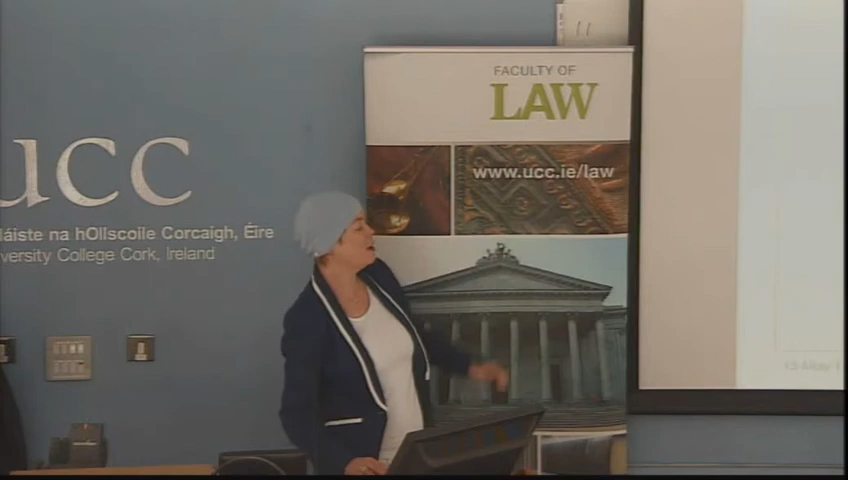 ucc
láiste na hOllscoile Corcaigh, Éire
versity College Cork, Ireland
FACULTY OF
LAW
www.ucc.ie/law